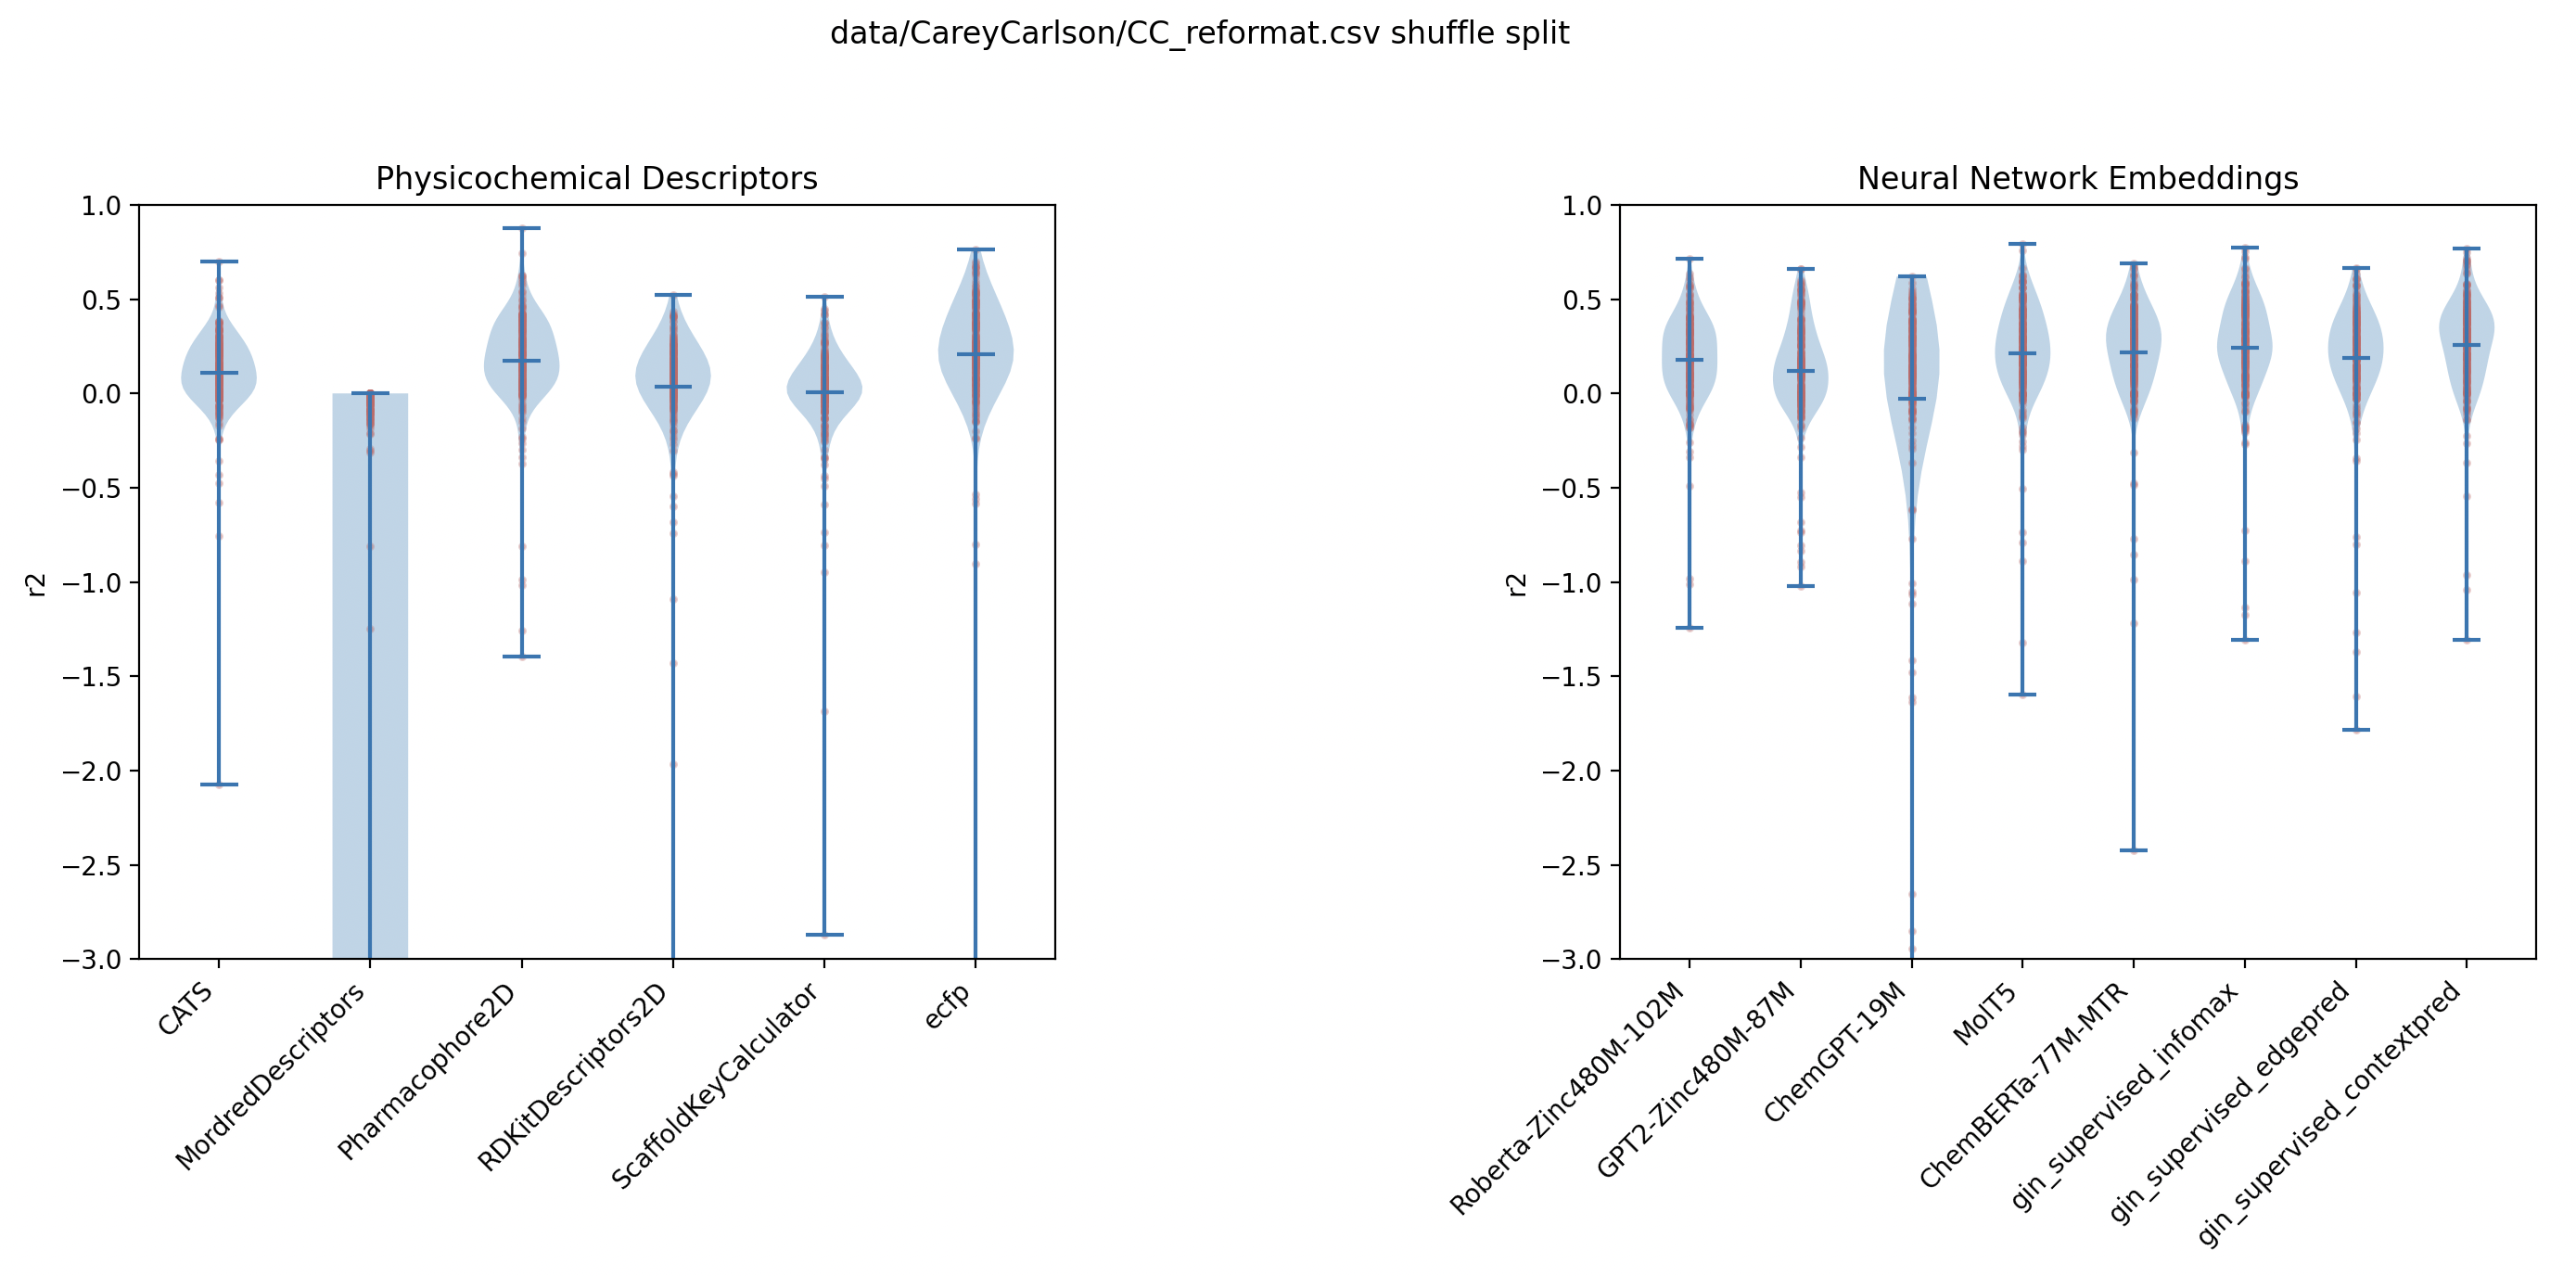 data/CareyCarlson/CC_reformat.csv shuffle split
Physicochemical Descriptors
1.0
0.5
0.0
−0.5
−1.0
−1.5
−2.0
−2.5
−3.0
r2
CATS
MordredDescriptors
Pharmacophore2D
RDKitDescriptors2D
ScaffoldKeyCalculator
ecfp
Neural Network Embeddings
1.0
0.5
0.0
−0.5
−1.0
−1.5
−2.0
−2.5
−3.0
r2
Roberta-Zinc480M-102M
GPT2-Zinc480M-87M
ChemGPT-19M
MolT5
ChemBERTa-77M-MTR
gin_supervised_infomax
gin_supervised_edgepred
gin_supervised_contextpred